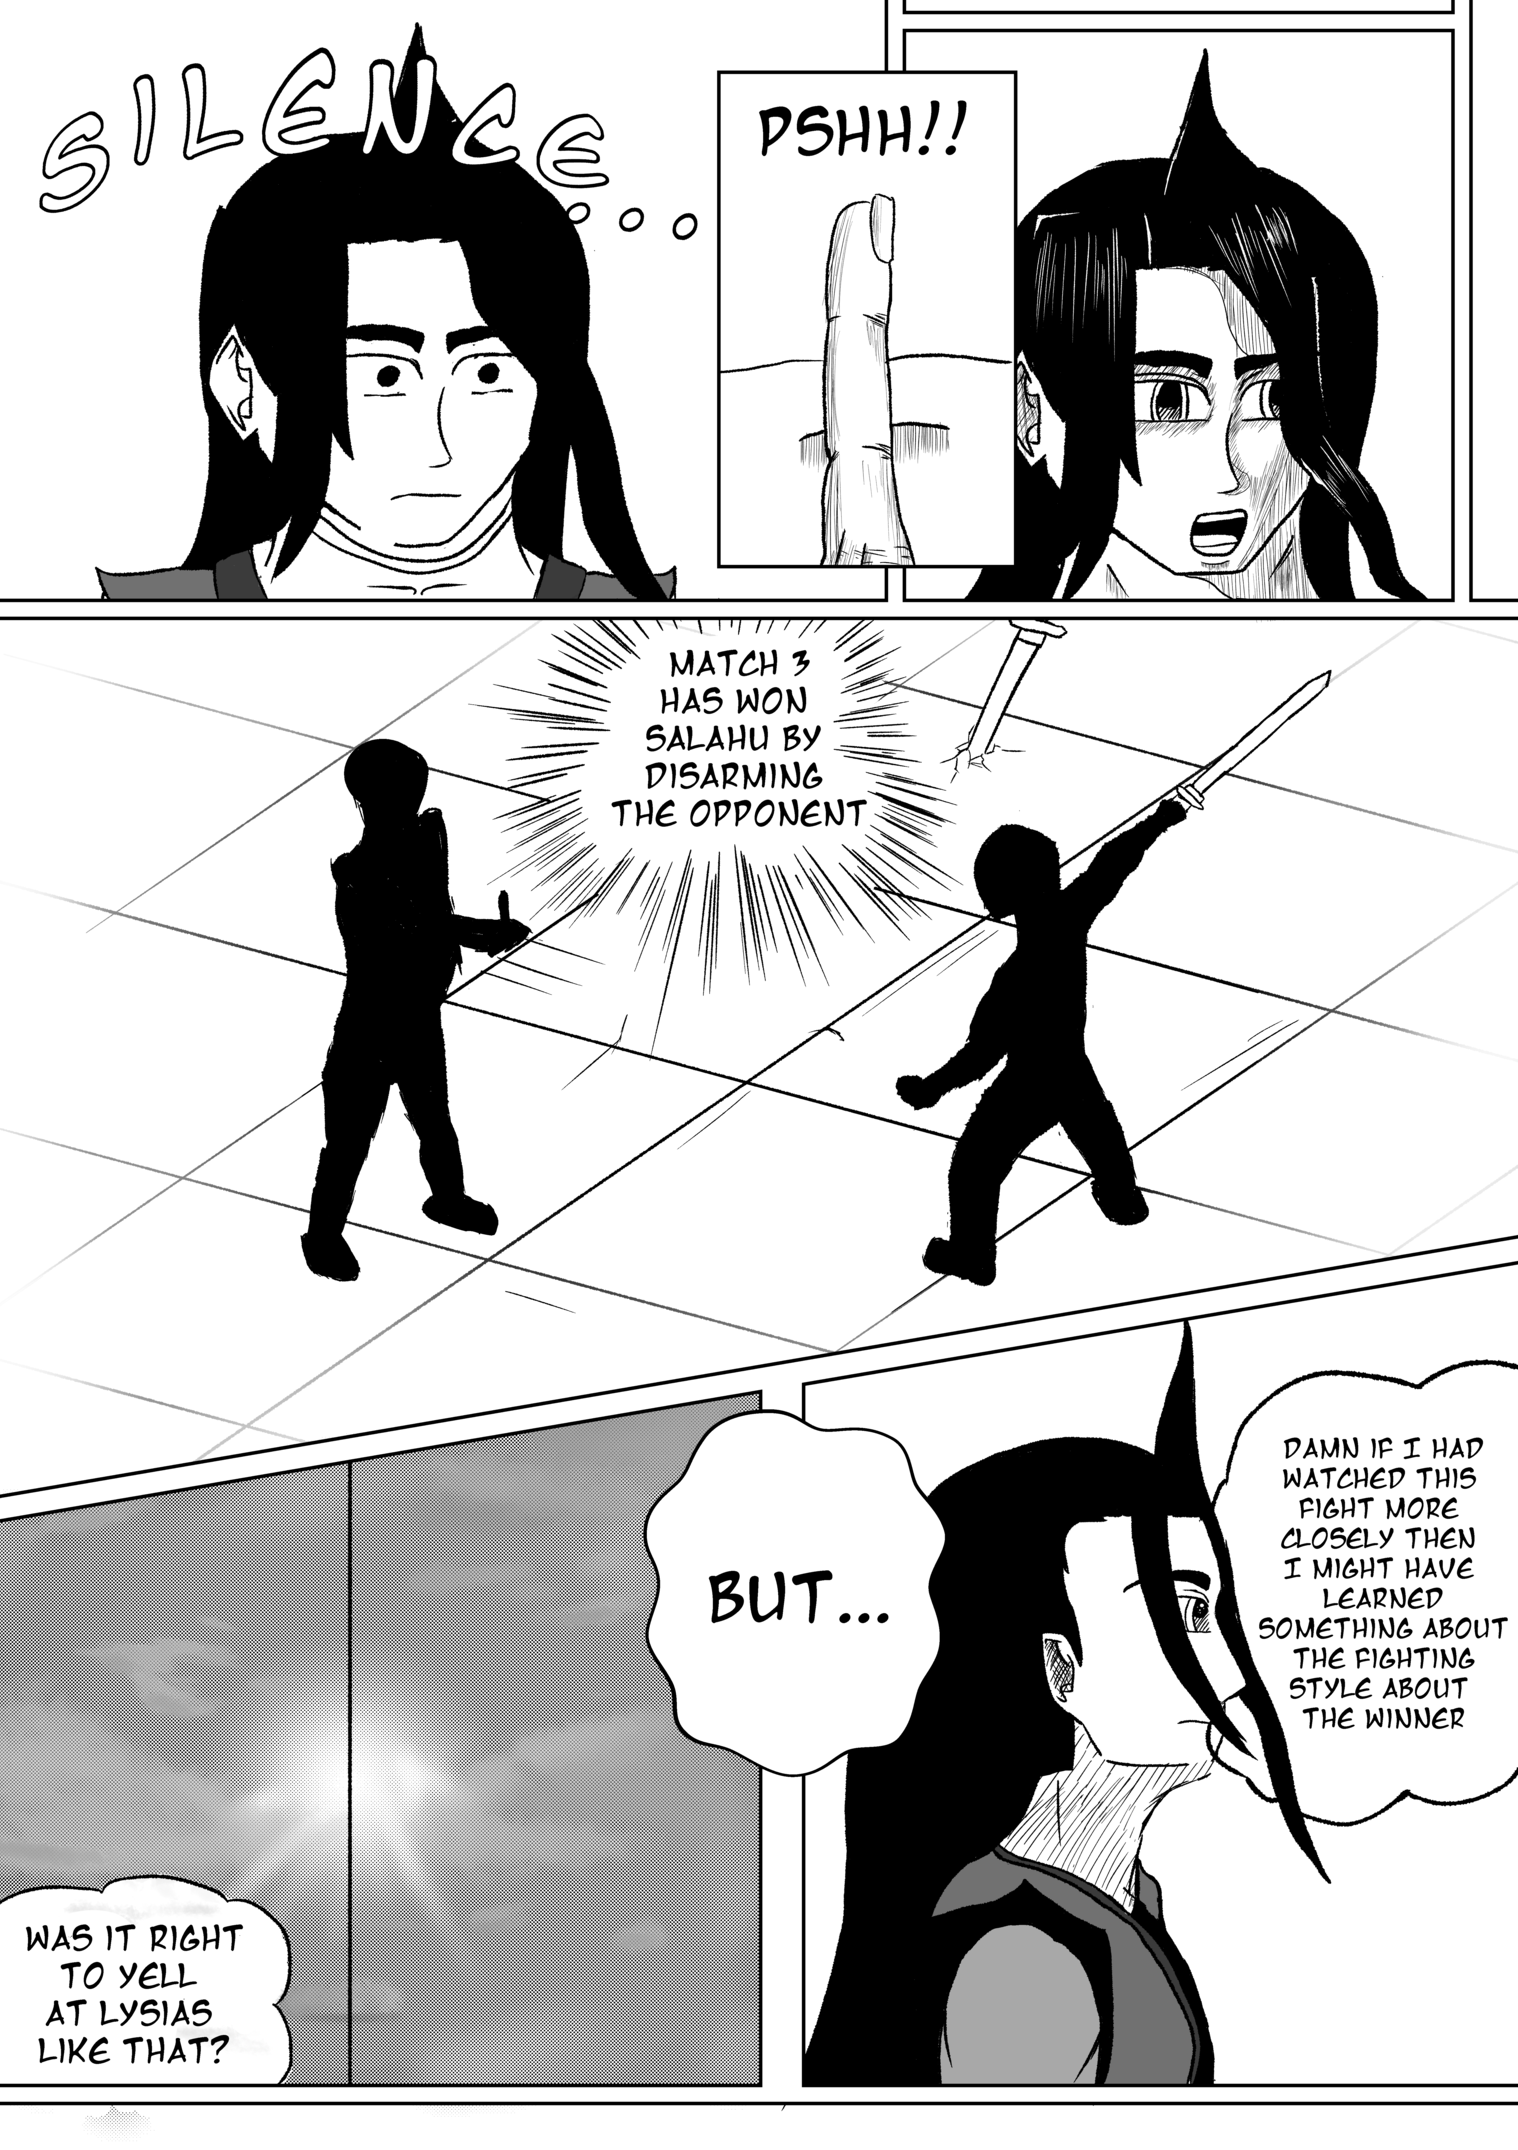 SILENCE...
PSHH!!
MATCH 3
HAS WON
SALAHU BY
DISARMING
THE OPPONENT
DAMN IF I HAD
WATCHED THIS
FIGHT MORE
CLOSELY THEN
I MIGHT HAVE
LEARNED
SOMETHING ABOUT
THE FIGHTING
STYLE ABOUT
THE WINNER
BUT...
WAS IT RIGHT
TO YELL
AT LYSIAS
LIKE THAT?